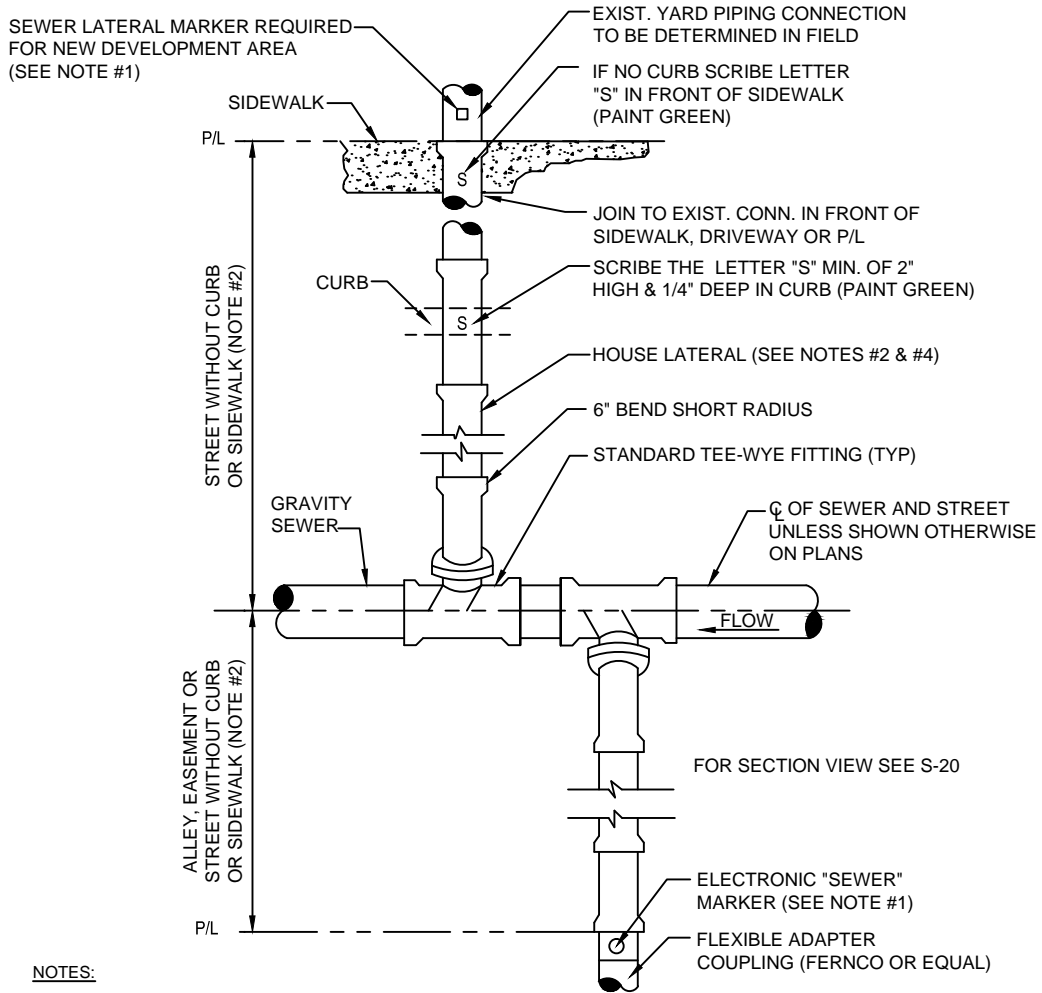 SEWER LATERAL MARKER REQUIRED
FOR NEW DEVELOPMENT AREA
(SEE NOTE #1)
EXIST. YARD PIPING CONNECTION
TO BE DETERMINED IN FIELD
IF NO CURB SCRIBE LETTER
"S" IN FRONT OF SIDEWALK
(PAINT GREEN)
SIDEWALK
P/L
S
JOIN TO EXIST. CONN. IN FRONT OF
SIDEWALK, DRIVEWAY OR P/L
SCRIBE THE LETTER "S" MIN. OF 2"
HIGH & 1/4" DEEP IN CURB (PAINT GREEN)
CURB
S
HOUSE LATERAL (SEE NOTES #2 & #4)
6" BEND SHORT RADIUS
STANDARD TEE-WYE FITTING (TYP)
STREET WITHOUT CURB
OR SIDEWALK (NOTE #2)
GRAVITY
SEWER
℄ OF SEWER AND STREET
UNLESS SHOWN OTHERWISE
ON PLANS
FLOW
ALLEY, EASEMENT OR
STREET WITHOUT CURB
OR SIDEWALK (NOTE #2)
FOR SECTION VIEW SEE S-20
ELECTRONIC "SEWER"
MARKER (SEE NOTE #1)
P/L
FLEXIBLE ADAPTER
COUPLING (FERNCO OR EQUAL)
NOTES: